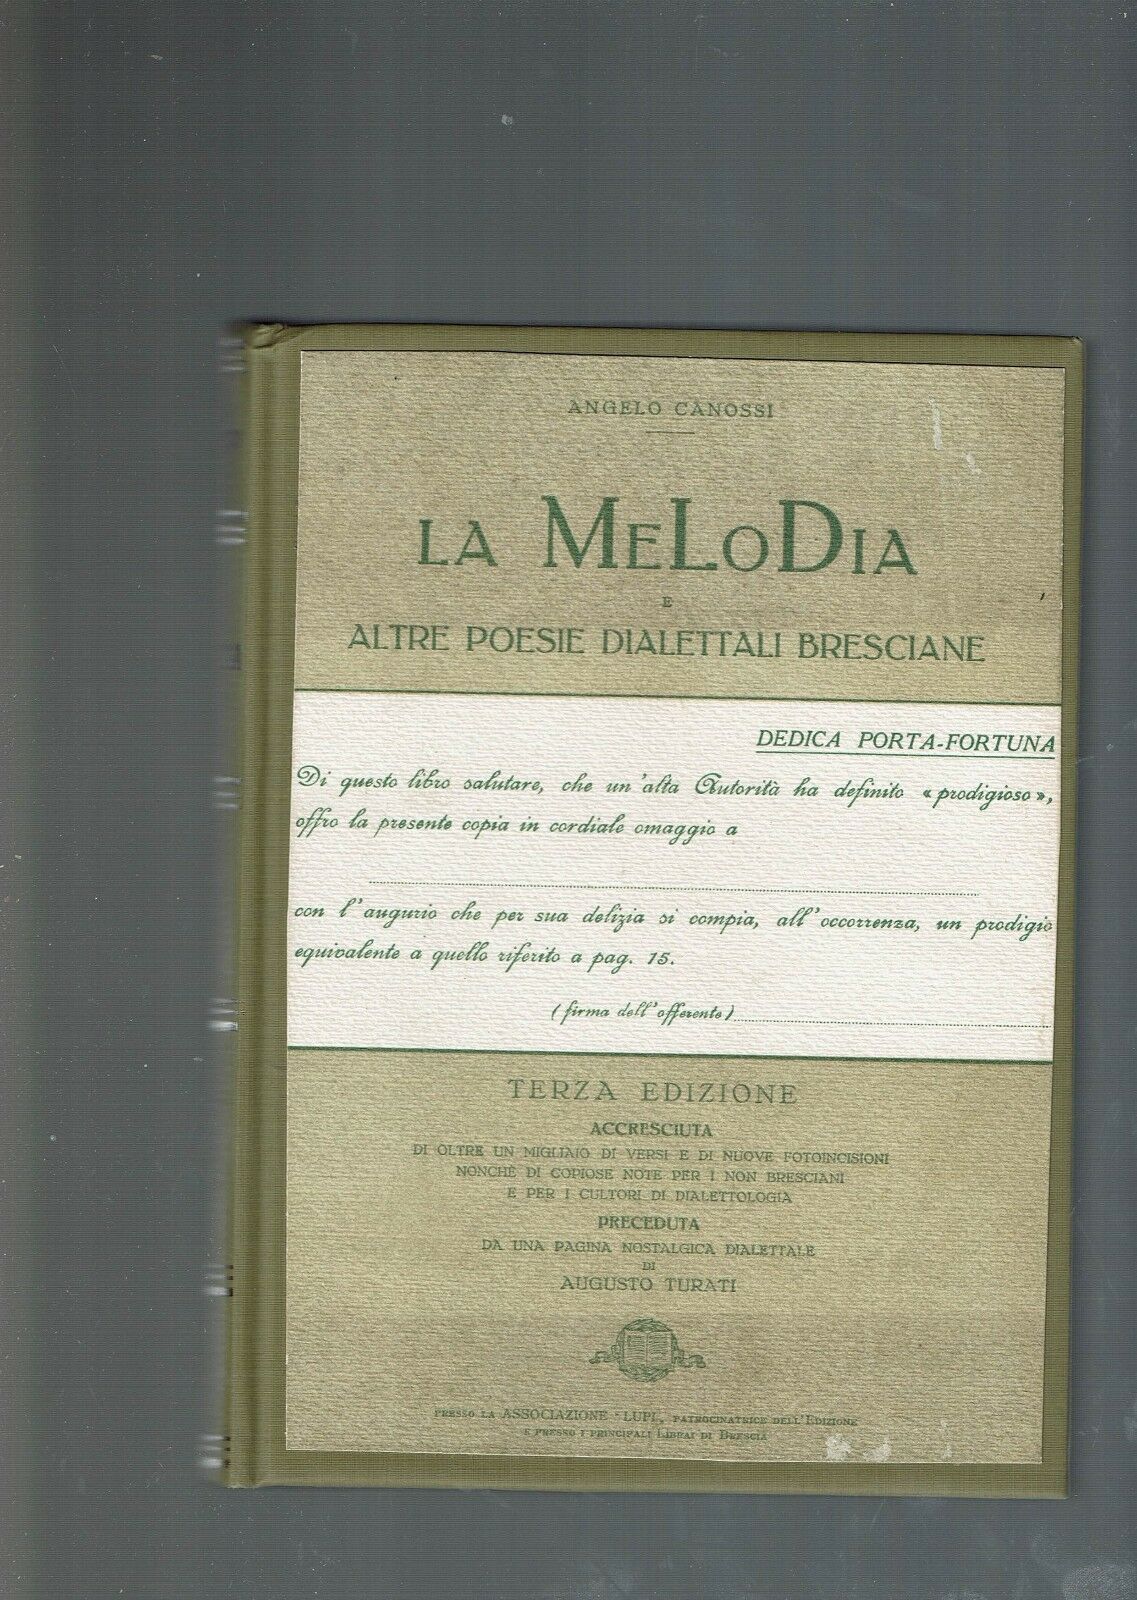 ANGELO CANOSSI
LA MELODIA
E
ALTRE POESIE DIALETTALI BRESCIANE
DEDICA PORTA-FORTUNA
Di questo libro salutare, che un'alta Autorità ha definito « prodigioso »,
offro la presente copia in cordiale omaggio a
con l'augurio che per sua delizia si compia, all'occorrenza, un prodigio
equivalente a quello riferito a pag. 15.
(firma dell'offerente)
TERZA EDIZIONE
ACCRESCIUTA
DI OLTRE UN MIGLIAIO DI VERSI E DI NUOVE FOTOINCISIONI
NONCHÈ DI COPIOSE NOTE PER I NON BRESCIANI
E PER I CULTORI DI DIALETTOLOGIA
PRECEDUTA
DA UNA PAGINA NOSTALGICA DIALETTALE
DI
AUGUSTO TURATI
PRESSO LA ASSOCIAZIONE "LUPI", PATROCINATRICE DELL'EDIZIONE
E PRESSO I PRINCIPALI LIBRAI DI BRESCIA